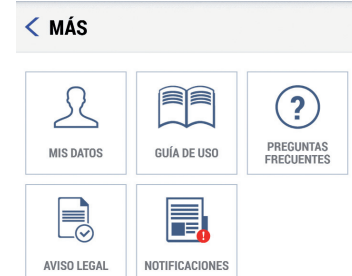 MÁS
MIS DATOS
GUÍA DE USO
?
PREGUNTAS
FRECUENTES
AVISO LEGAL
!
NOTIFICACIONES